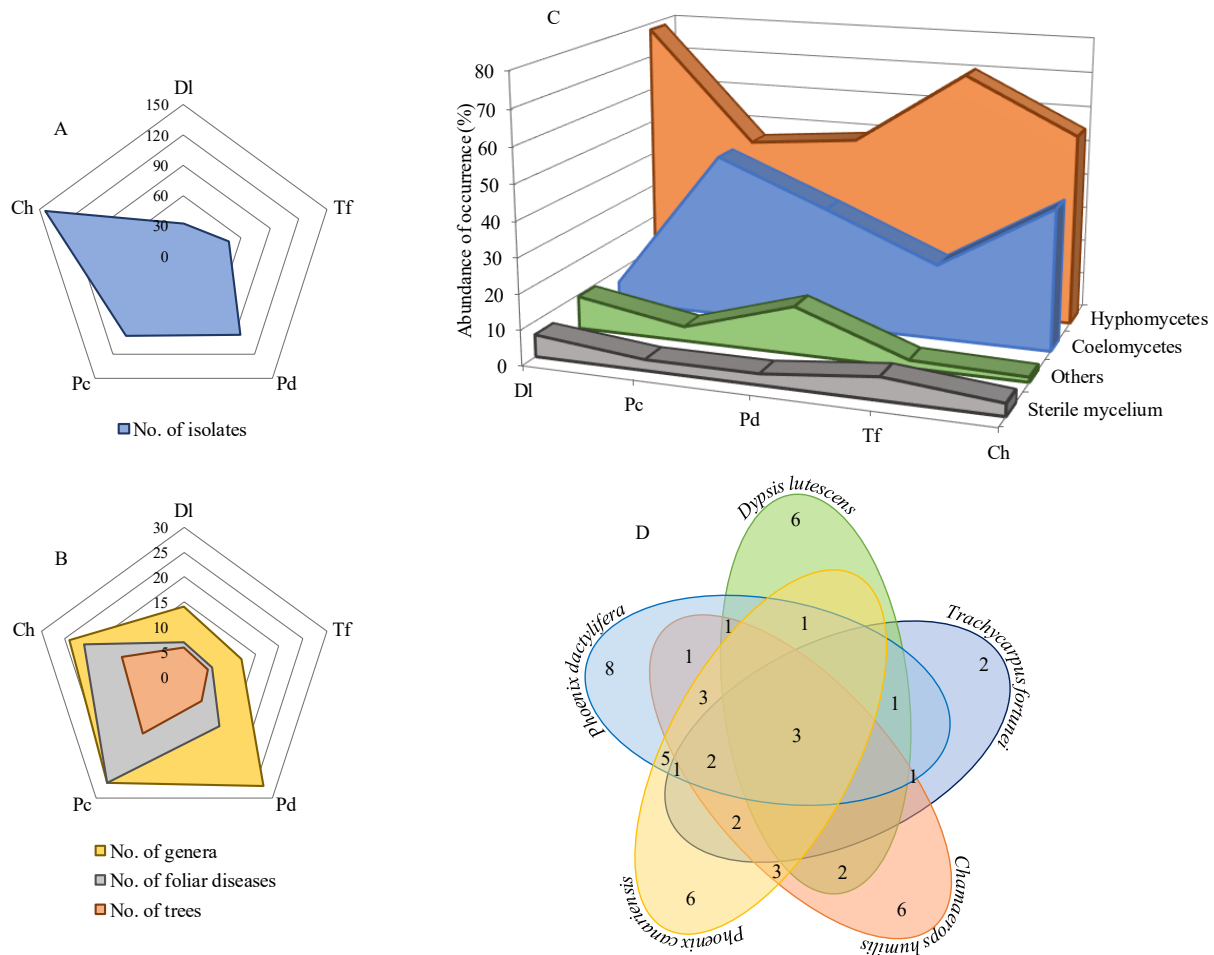 A
Dl
150
120
90
60
30
0
Ch
Tf
Pc
Pd
No. of isolates
C
Abundance of occurrence (%)
80
70
60
50
40
30
20
10
0
Dl
Pc
Pd
Tf
Ch
Hyphomycetes
Coelomycetes
Others
Sterile mycelium
B
Dl
30
25
20
15
10
5
0
Ch
Tf
Pc
Pd
No. of genera
No. of foliar diseases
No. of trees
D
Dypsis lutescens
Phoenix dactylifera
Trachycarpus fortunei
Phoenix canariensis
Chamaerops humilis
6
1
1
2
8
1
3
1
3
5
1
2
1
2
3
2
6
6